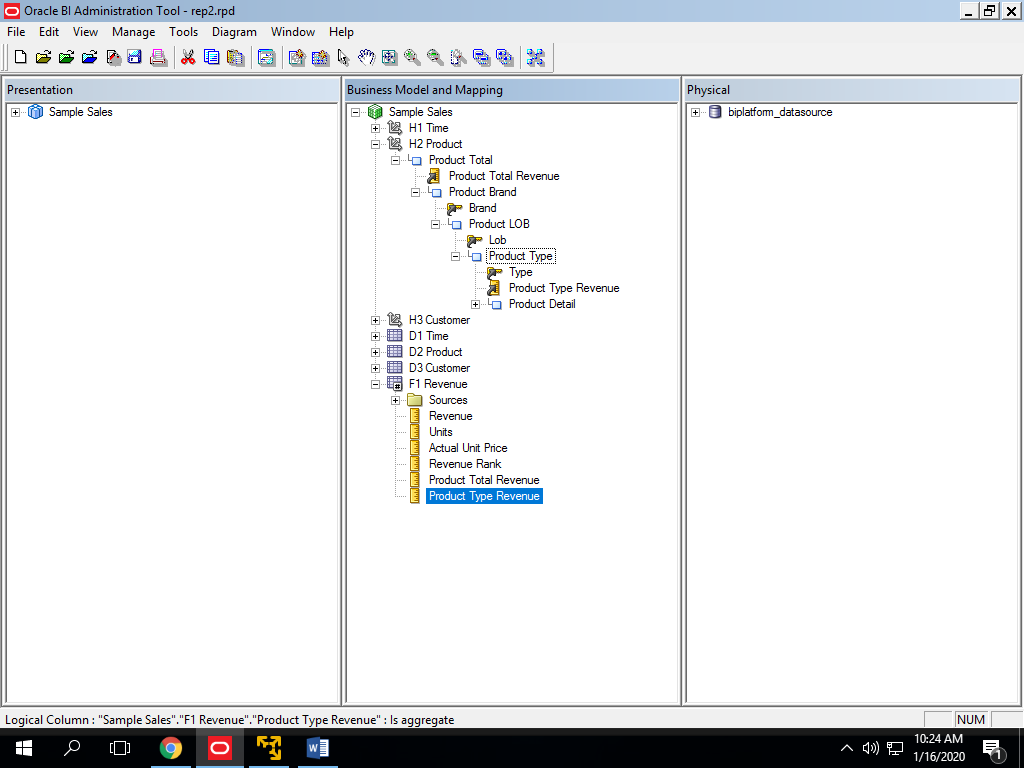 Oracle BI Administration Tool - rep2.rpd
File Edit View Manage Tools Diagram Window Help
Presentation
Sample Sales
Business Model and Mapping
Sample Sales
H1 Time
H2 Product
Product Total
Product Total Revenue
Product Brand
Brand
Product LOB
Lob
Product Type
Type
Product Type Revenue
Product Detail
H3 Customer
D1 Time
D2 Product
D3 Customer
F1 Revenue
Sources
Revenue
Units
Actual Unit Price
Revenue Rank
Product Total Revenue
Product Type Revenue
Physical
biplatform_datasource
Logical Column : "Sample Sales"."F1 Revenue"."Product Type Revenue" : Is aggregate
NUM
10:24 AM
1/16/2020
1